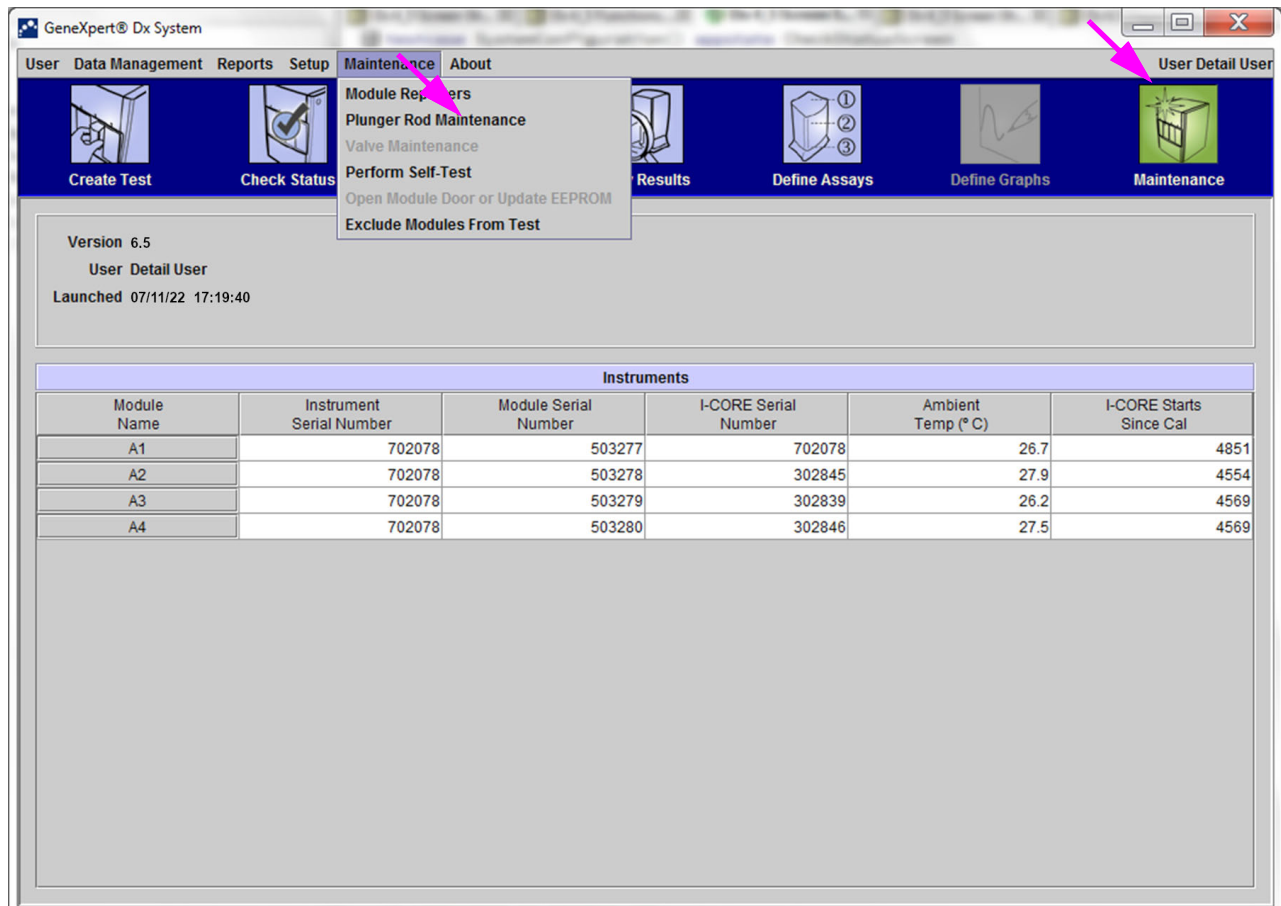 GeneXpert® Dx System
User Data Management Reports Setup Maintenance About User Detail User
Module Reporters
Plunger Rod Maintenance
Valve Maintenance
Perform Self-Test
Open Module Door or Update EEPROM
Exclude Modules From Test
Create Test Check Status Results Define Assays Define Graphs Maintenance
1
2
3
Version 6.5
User Detail User
Launched 07/11/22 17:19:40
Instruments
Module Name Instrument Serial Number Module Serial Number I-CORE Serial Number Ambient Temp (º C) I-CORE Starts Since Cal
A1 702078 503277 702078 26.7 4851
A2 702078 503278 302845 27.9 4554
A3 702078 503279 302839 26.2 4569
A4 702078 503280 302846 27.5 4569